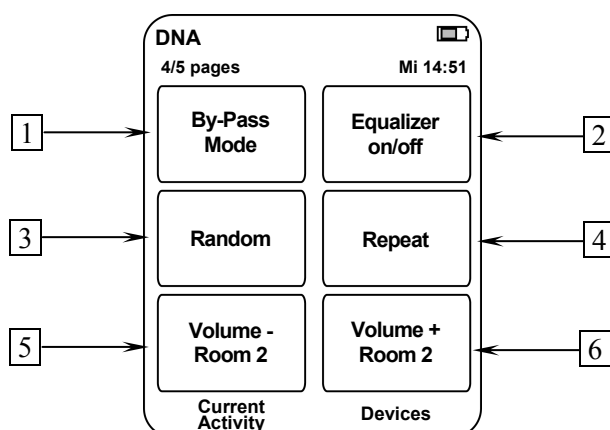 DNA
4/5 pages Mi 14:51
1
By-Pass
Mode
Equalizer
on/off
2
3
Random
Repeat
4
5
Volume -
Room 2
Volume +
Room 2
6
Current
Activity
Devices